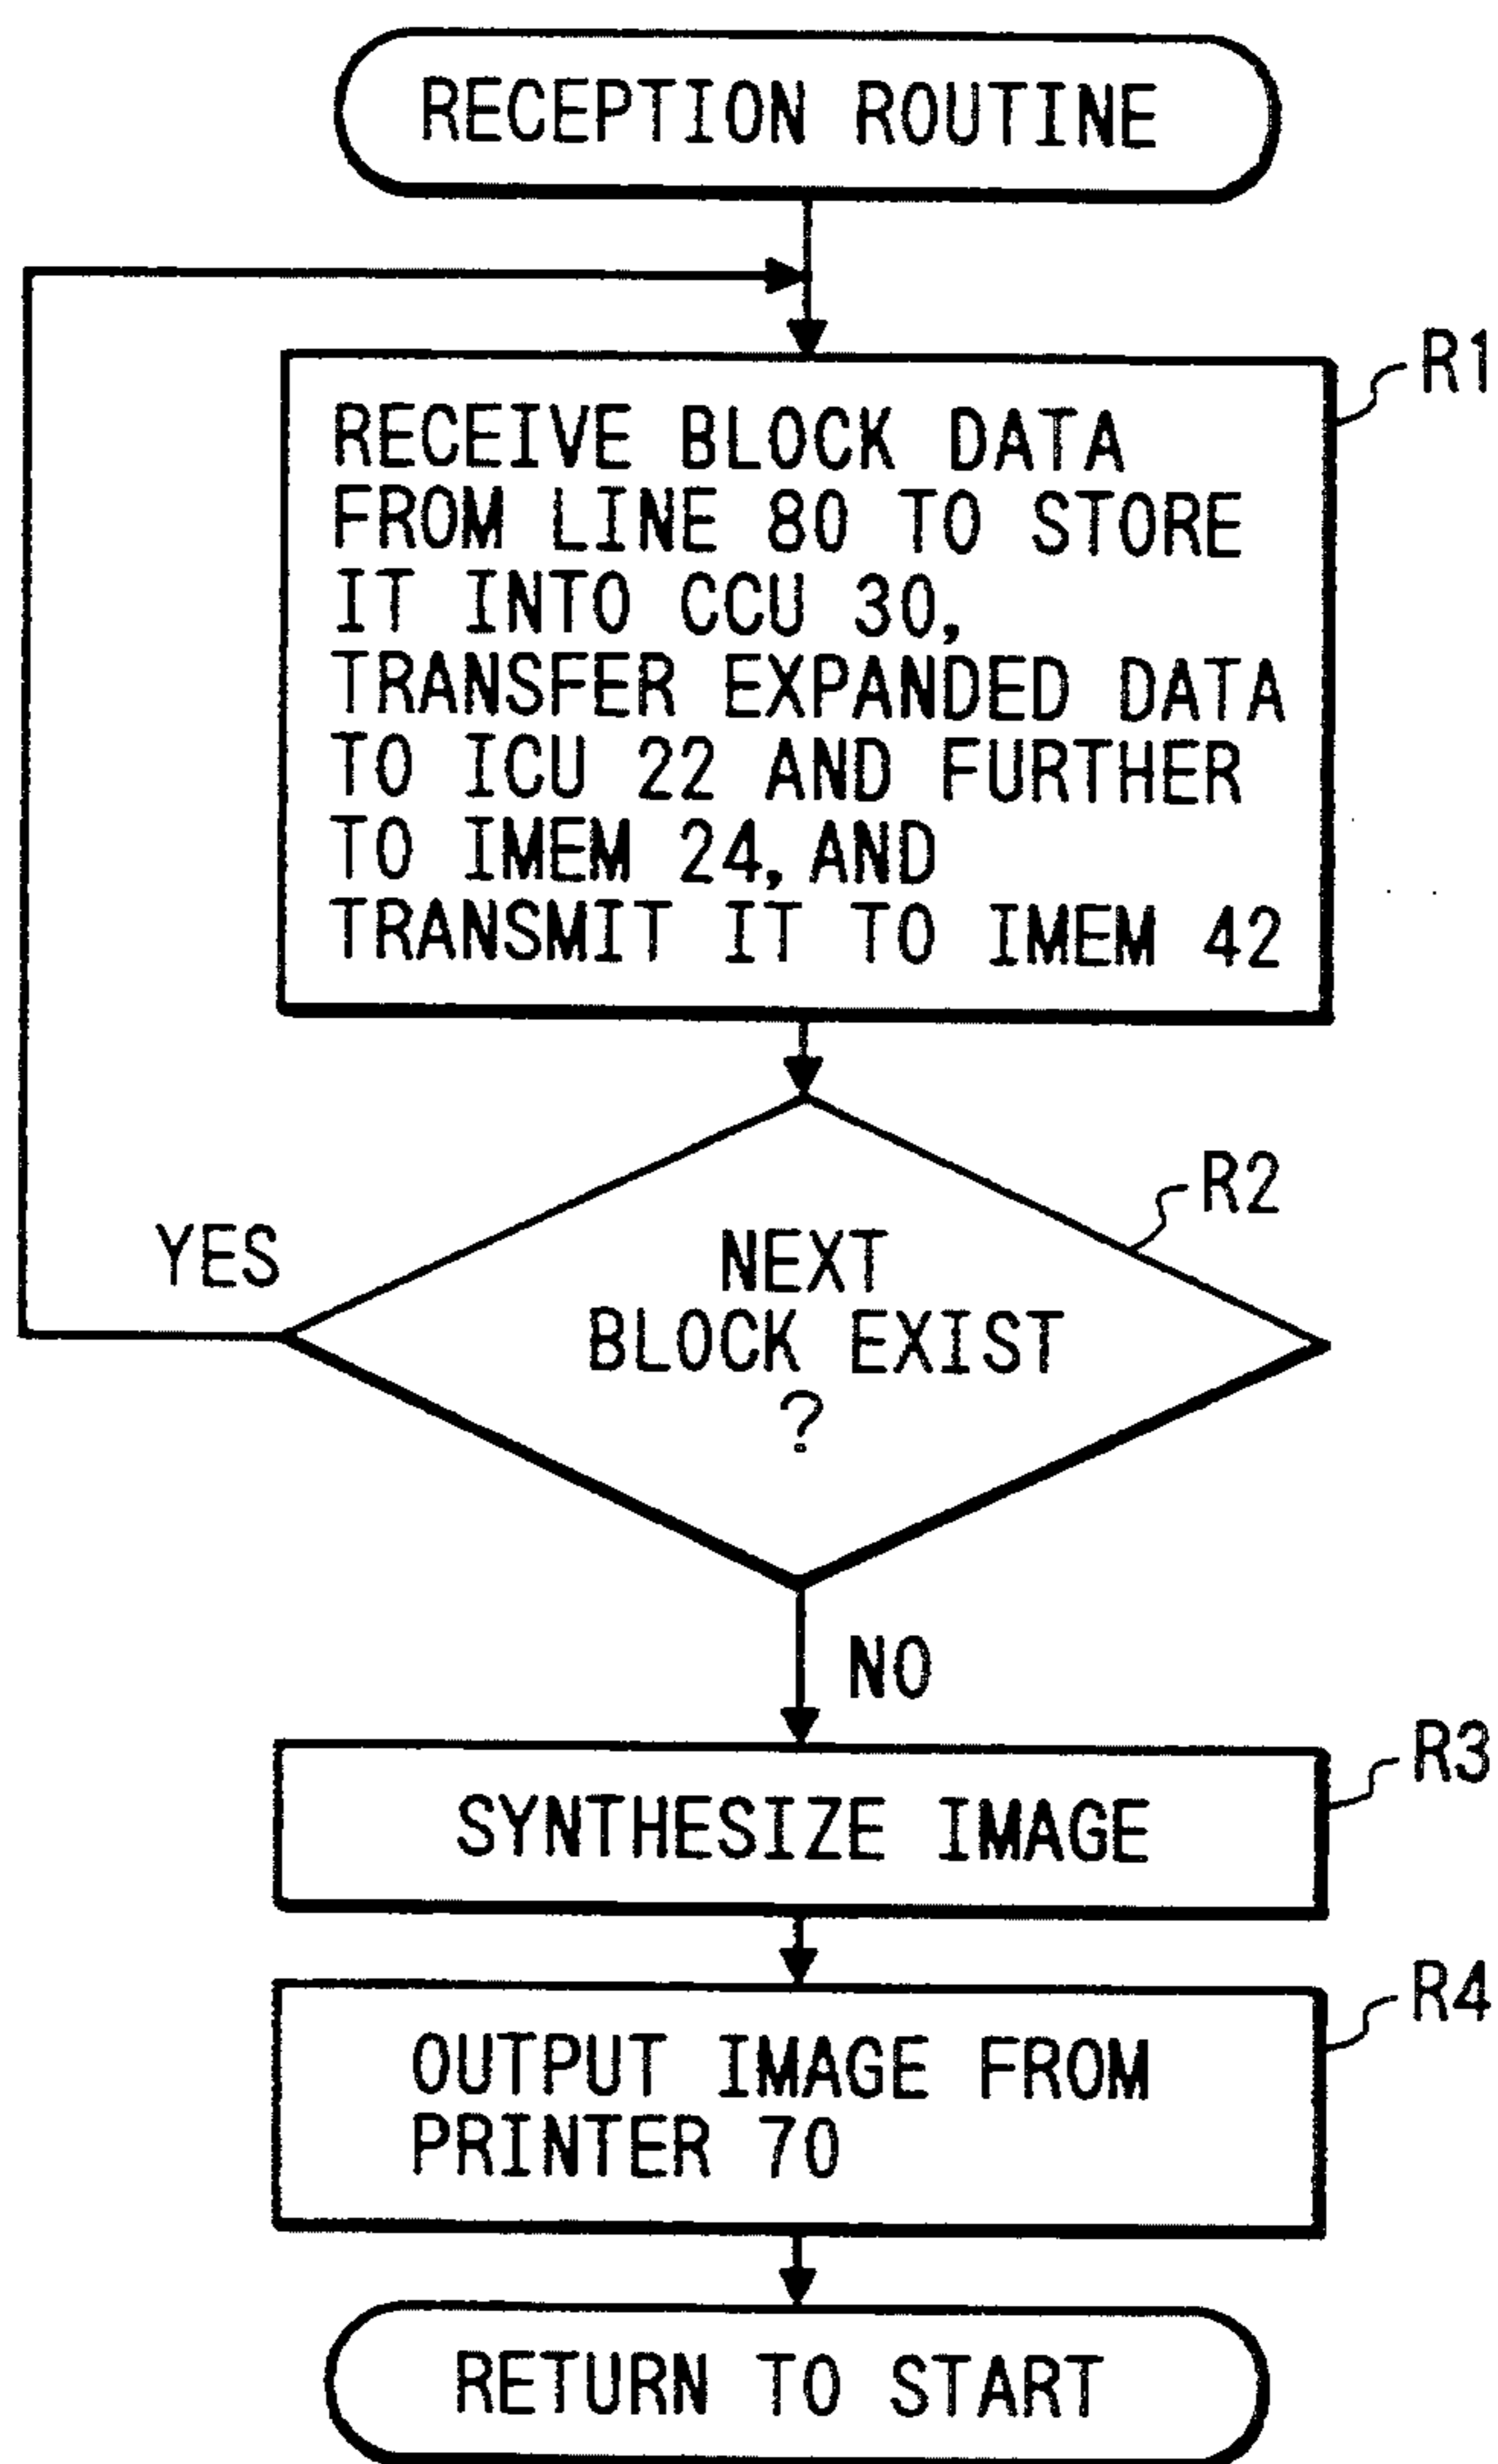 RECEPTION ROUTINE
R1
RECEIVE BLOCK DATA
FROM LINE 80 TO STORE
IT INTO CCU 30,
TRANSFER EXPANDED DATA
TO ICU 22 AND FURTHER
TO IMEM 24, AND
TRANSMIT IT TO IMEM 42
R2
YES
NEXT
BLOCK EXIST
?
NO
R3
SYNTHESIZE IMAGE
R4
OUTPUT IMAGE FROM
PRINTER 70
RETURN TO START